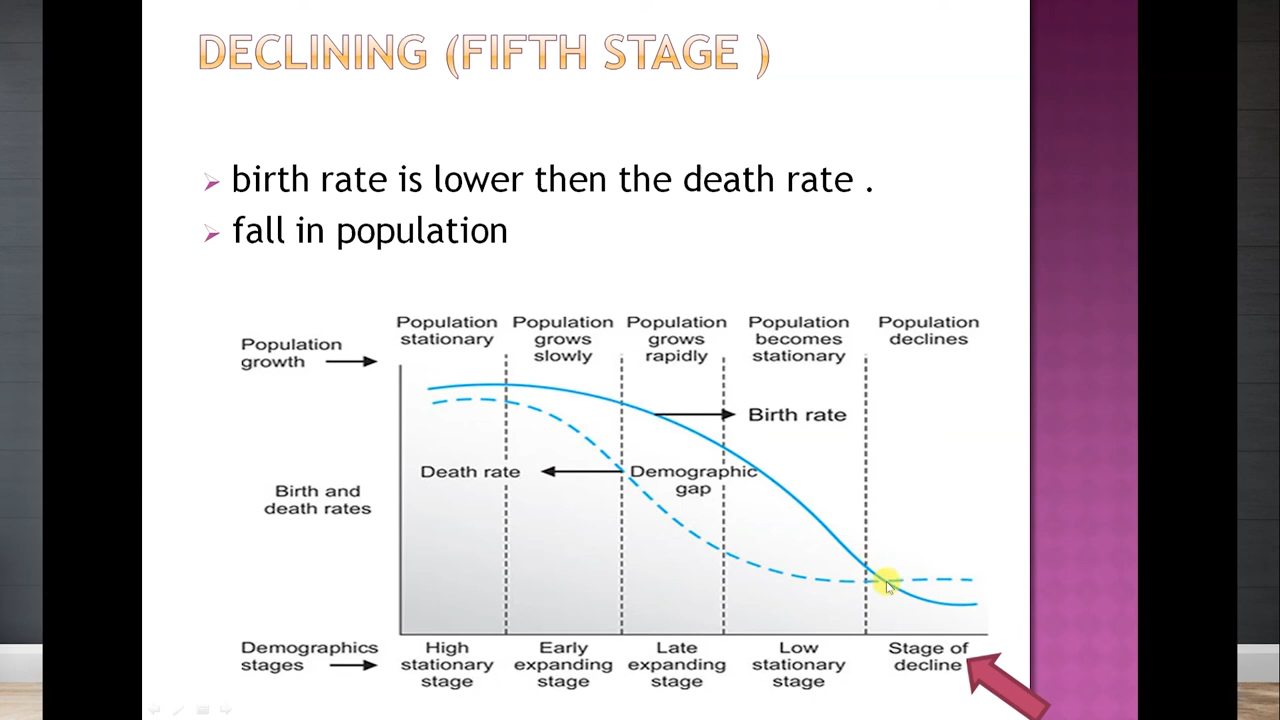 DECLINING (FIFTH STAGE )
birth rate is lower then the death rate .
fall in population
Population growth
Population stationary
Population grows slowly
Population grows rapidly
Population becomes stationary
Population declines
Birth rate
Death rate
Demographic gap
Birth and death rates
Demographics stages
High stationary stage
Early expanding stage
Late expanding stage
Low stationary stage
Stage of decline